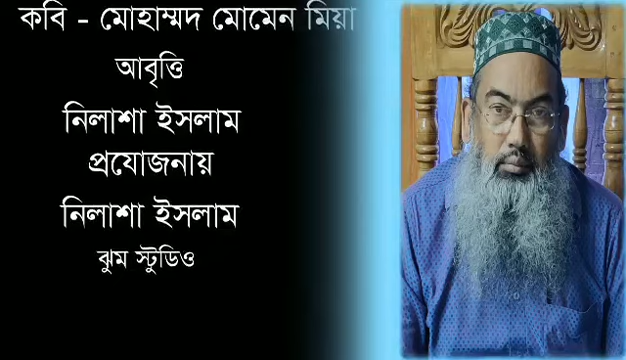 কবি - মোহাম্মদ মোমেন মিয়া
আবৃত্তি
নিলাশা ইসলাম
প্রযোজনায়
নিলাশা ইসলাম
ঝুম স্টুডিও